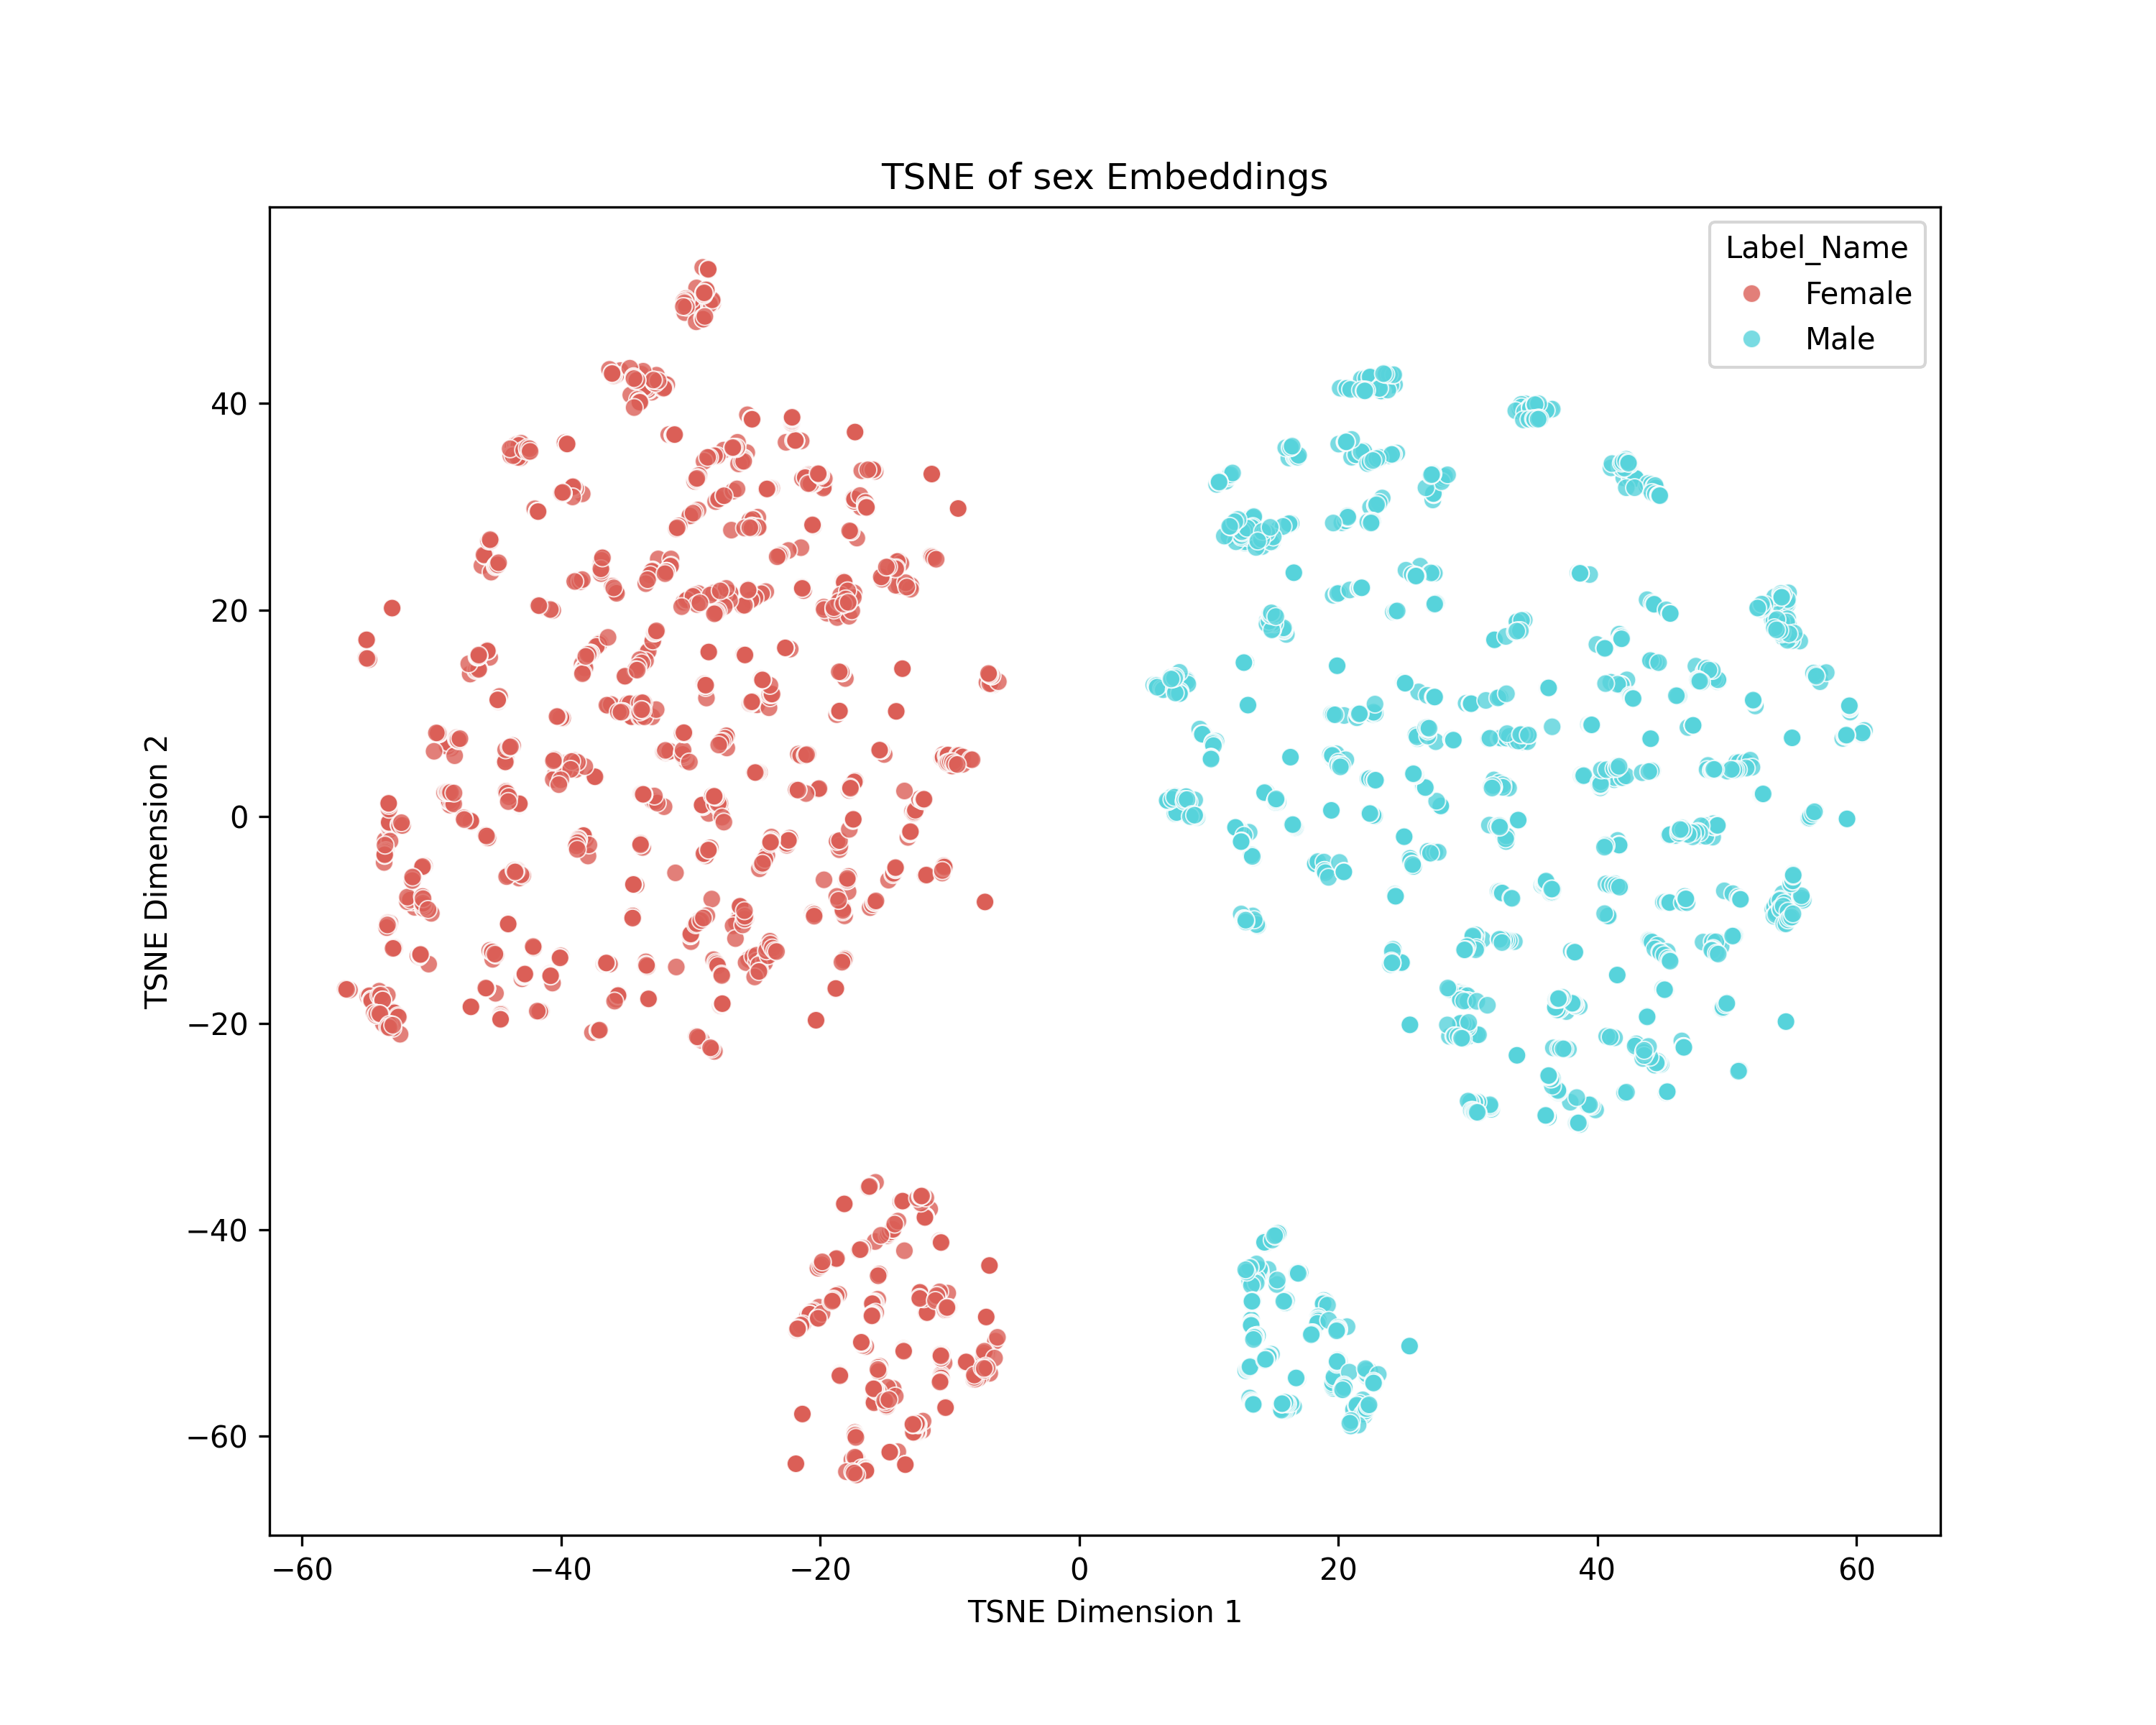 TSNE of sex Embeddings
Label_Name
Female
Male
40
20
0
−20
−40
−60
TSNE Dimension 2
−60
−40
−20
0
20
40
60
TSNE Dimension 1